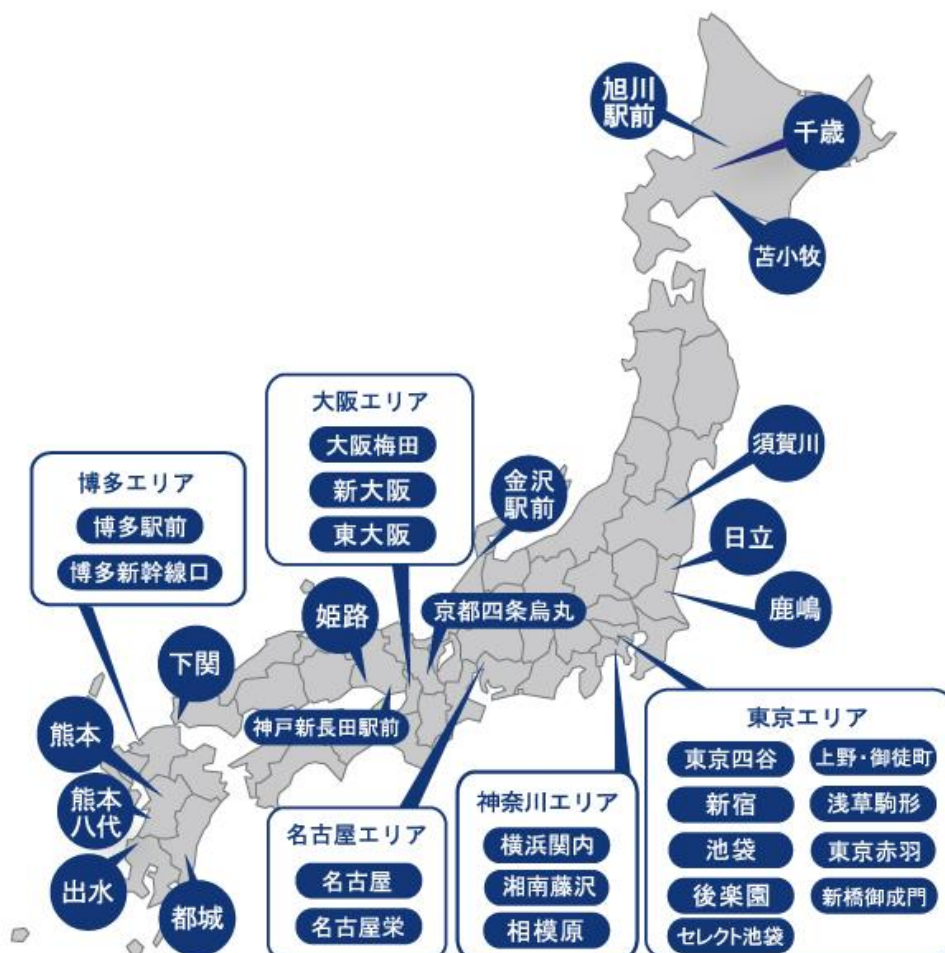 旭川
駅前
千歳
苫小牧
大阪エリア
大阪梅田
新大阪
東大阪
須賀川
金沢
駅前
博多エリア
博多駅前
博多新幹線口
日立
鹿嶋
姫路
京都四条烏丸
下関
神戸新長田駅前
熊本
熊本
八代
出水
都城
名古屋エリア
名古屋
名古屋栄
神奈川エリア
横浜関内
湘南藤沢
相模原
東京エリア
東京四谷
上野・御徒町
新宿
浅草駒形
池袋
東京赤羽
後楽園
新橋御成門
セレクト池袋